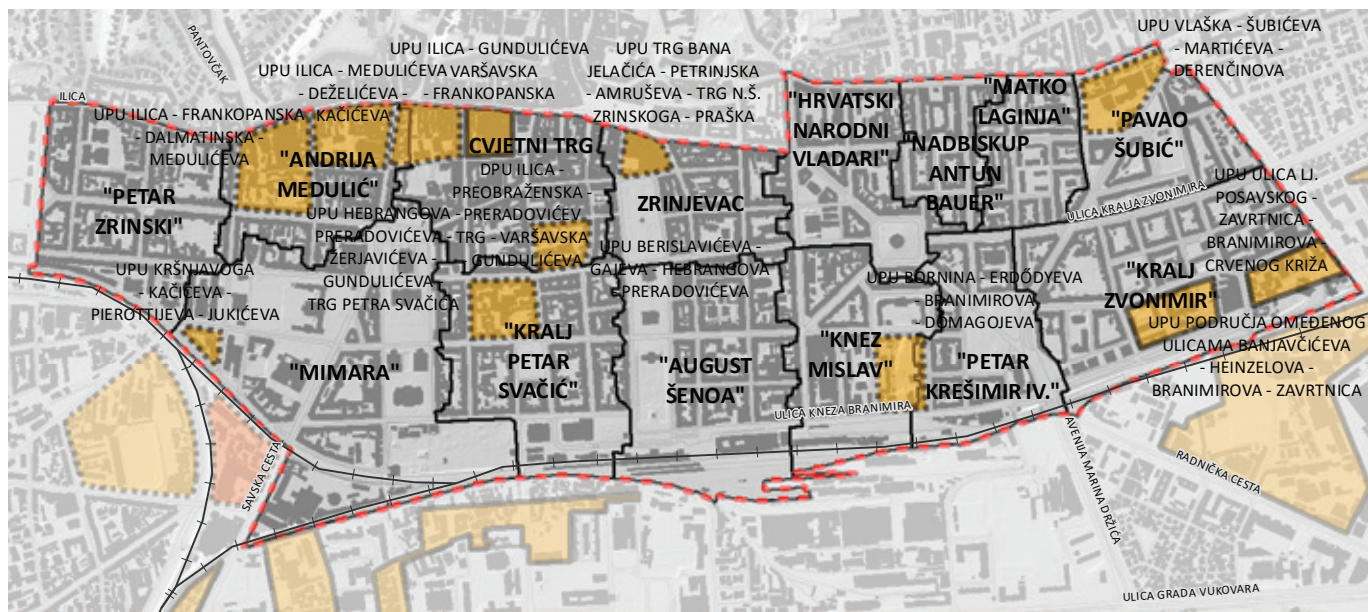 PANTOVČAK
ILICA
UPU ILICA - FRANKOPANSKA
- DALMATINSKA -
MEDULIĆEVA
UPU ILICA - MEDULIĆEVA
- DEŽELIĆEVA -
KAČIĆEVA
UPU ILICA - GUNDULIĆEVA
VARŠAVSKA
- FRANKOPANSKA
UPU TRG BANA
JELAČIĆA - PETRINJSKA
- AMRUŠEVA - TRG N.Š.
ZRINSKOGA - PRAŠKA
UPU VLAŠKA - ŠUBIĆEVA
- MARTIĆEVA -
DERENČINOVA
"PETAR
ZRINSKI"
"ANDRIJA
MEDULIĆ"
CVJETNI TRG
DPU ILICA -
PREOBRAŽENSKA -
PRERADOVIĆEV
TRG - VARŠAVSKA
GUNDULIĆEVA
ZRINJEVAC
"HRVATSKI
NARODNI
VLADARI"
"MATKO
LAGINJA"
"NADBISKUP
ANTUN
BAUER"
"PAVAO
ŠUBIĆ"
ULICA KRALJA ZVONIMIRA
UPU ULICA LJ.
POSAVSKOG -
ZAVRTNICA -
BRANIMIROVA -
CRVENOG KRIŽA
UPU HEBRANGOVA -
PRERADOVIĆEVA -
ŽERJAVIĆEVA -
GUNDULIĆEVA
TRG PETRA SVAČIĆA
UPU BERISLAVIĆEVA -
GAJEVA - HEBRANGOVA
- PRERADOVIĆEVA
UPU KRŠNJAVOGA
- KAČIĆEVA -
PIEROTTIJEVA - JUKIĆEVA
UPU BORNINA - ERDŐDYEVA
- BRANIMIROVA
- DOMAGOJEVA
"KRALJ
ZVONIMIR"
UPU PODRUČJA OMEĐENOG
ULICAMA BANJAVČIĆEVA
- HEINZELOVA -
BRANIMIROVA - ZAVRTNICA
"MIMARA"
"KRALJ
PETAR
SVAČIĆ"
"AUGUST
ŠENOA"
"KNEZ
MISLAV"
"PETAR
KREŠIMIR IV."
ULICA KNEZA BRANIMIRA
SAVSKA CESTA
AVENIJA MARINA DRŽIĆA
RADNIČKA CESTA
ULICA GRADA VUKOVARA